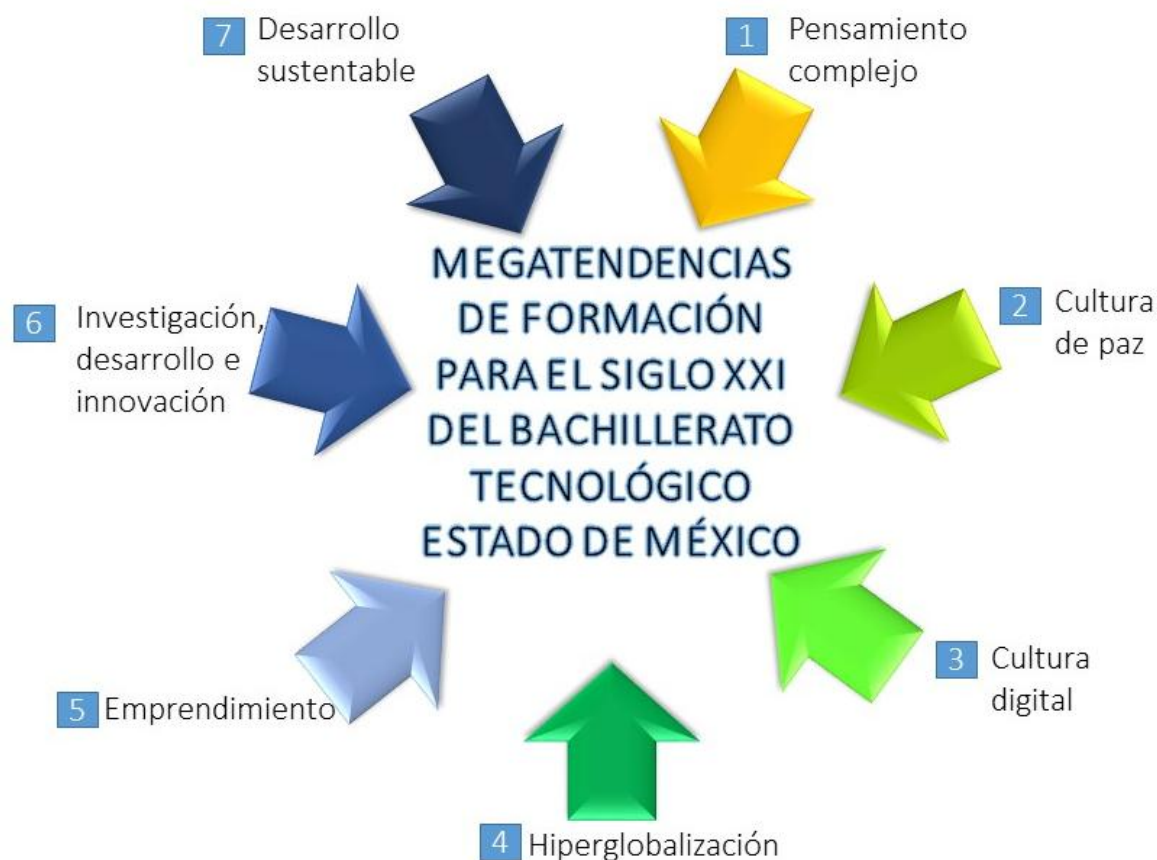 MEGATENDENCIAS
DE FORMACIÓN
PARA EL SIGLO XXI
DEL BACHILLERATO
TECNOLÓGICO
ESTADO DE MÉXICO
1 Pensamiento
complejo
2 Cultura
de paz
3 Cultura
digital
4 Hiperglobalización
5 Emprendimiento
6 Investigación,
desarrollo e
innovación
7 Desarrollo
sustentable